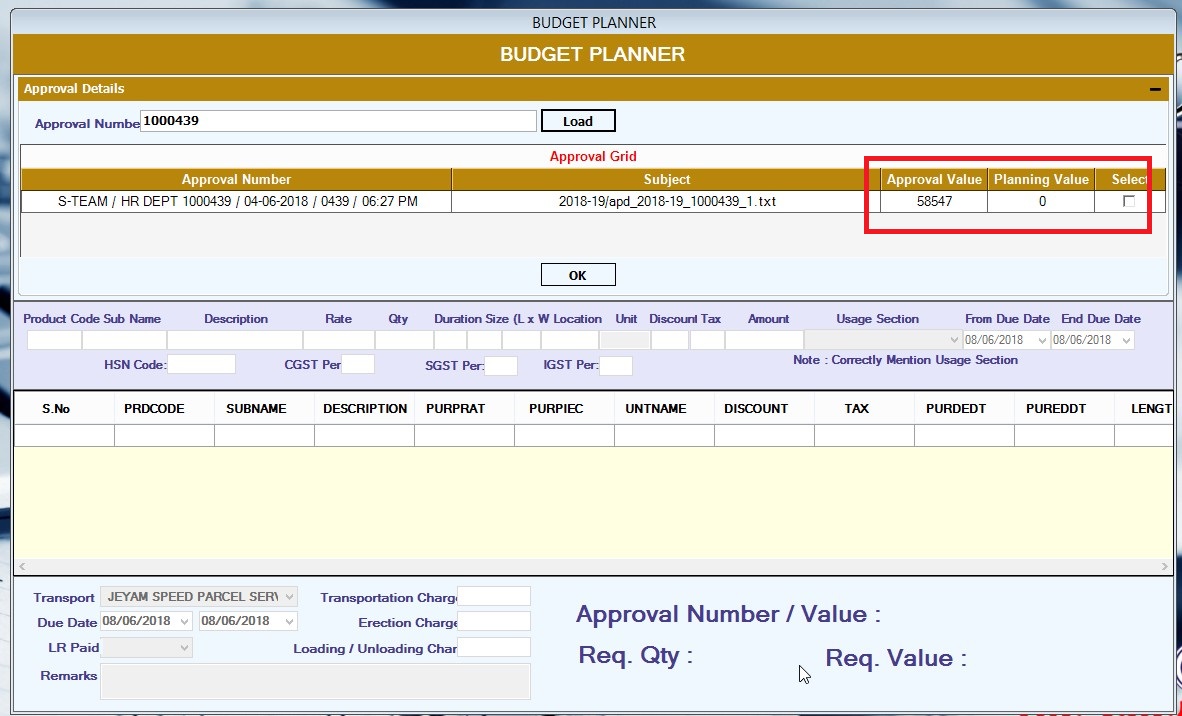 BUDGET PLANNER
BUDGET PLANNER
Approval Details
Approval Numbe 1000439 Load
Approval Grid
Approval Number Subject Approval Value Planning Value Select
S-TEAM / HR DEPT 1000439 / 04-06-2018 / 0439 / 06:27 PM 2018-19/apd_2018-19_1000439_1.txt 58547 0
OK
Product Code Sub Name Description Rate Qty Duration Size (L x W Location Unit Discount Tax Amount Usage Section From Due Date End Due Date
08/06/2018 08/06/2018
HSN Code: CGST Per SGST Per: IGST Per: Note : Correctly Mention Usage Section
S.No PRDCODE SUBNAME DESCRIPTION PURPRAT PURPIEC UNTNAME DISCOUNT TAX PURDEDT PUREDDT LENGT
Transport JEYAM SPEED PARCEL SERV Transportation Charg
Due Date 08/06/2018 08/06/2018 Erection Charge
LR Paid Loading / Unloading Char
Remarks
Approval Number / Value :
Req. Qty : Req. Value :